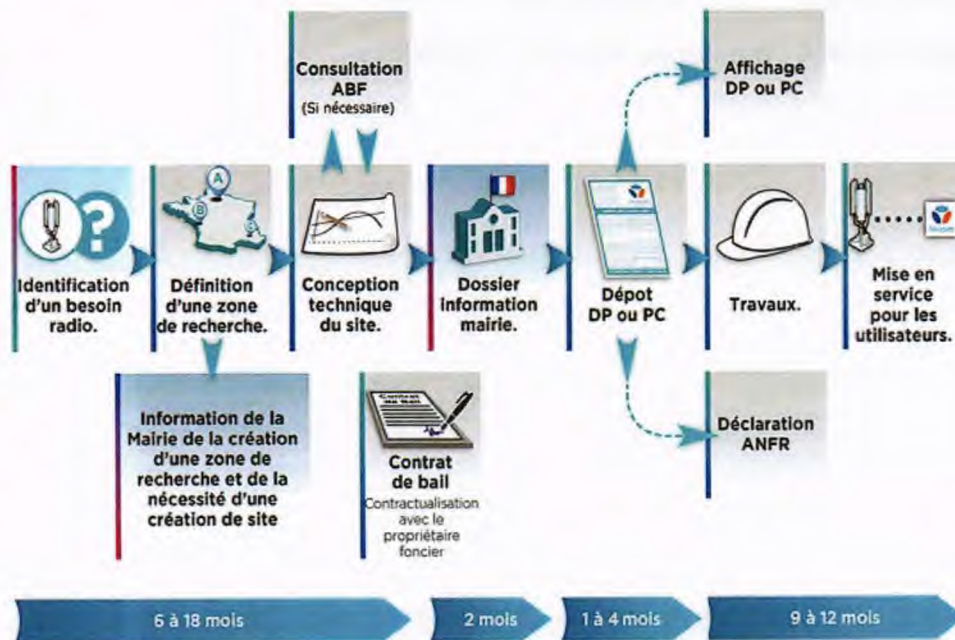 Consultation
ABF
(Si nécessaire)
Affichage
DP ou PC
A
B
C
Identification
d'un besoin
radio.
Définition
d'une zone
de recherche.
Conception
technique
du site.
Dossier
information
mairie.
Dépot
DP ou PC
Travaux.
Mise en
service
pour les
utilisateurs.
Information de la
Mairie de la création
d'une zone de
recherche et de la
nécessité d'une
création de site
Contrat
de bail
Contrat
de bail
Contractualisation
avec le
propriétaire
foncier
Déclaration
ANFR
6 à 18 mois
2 mois
1 à 4 mois
9 à 12 mois